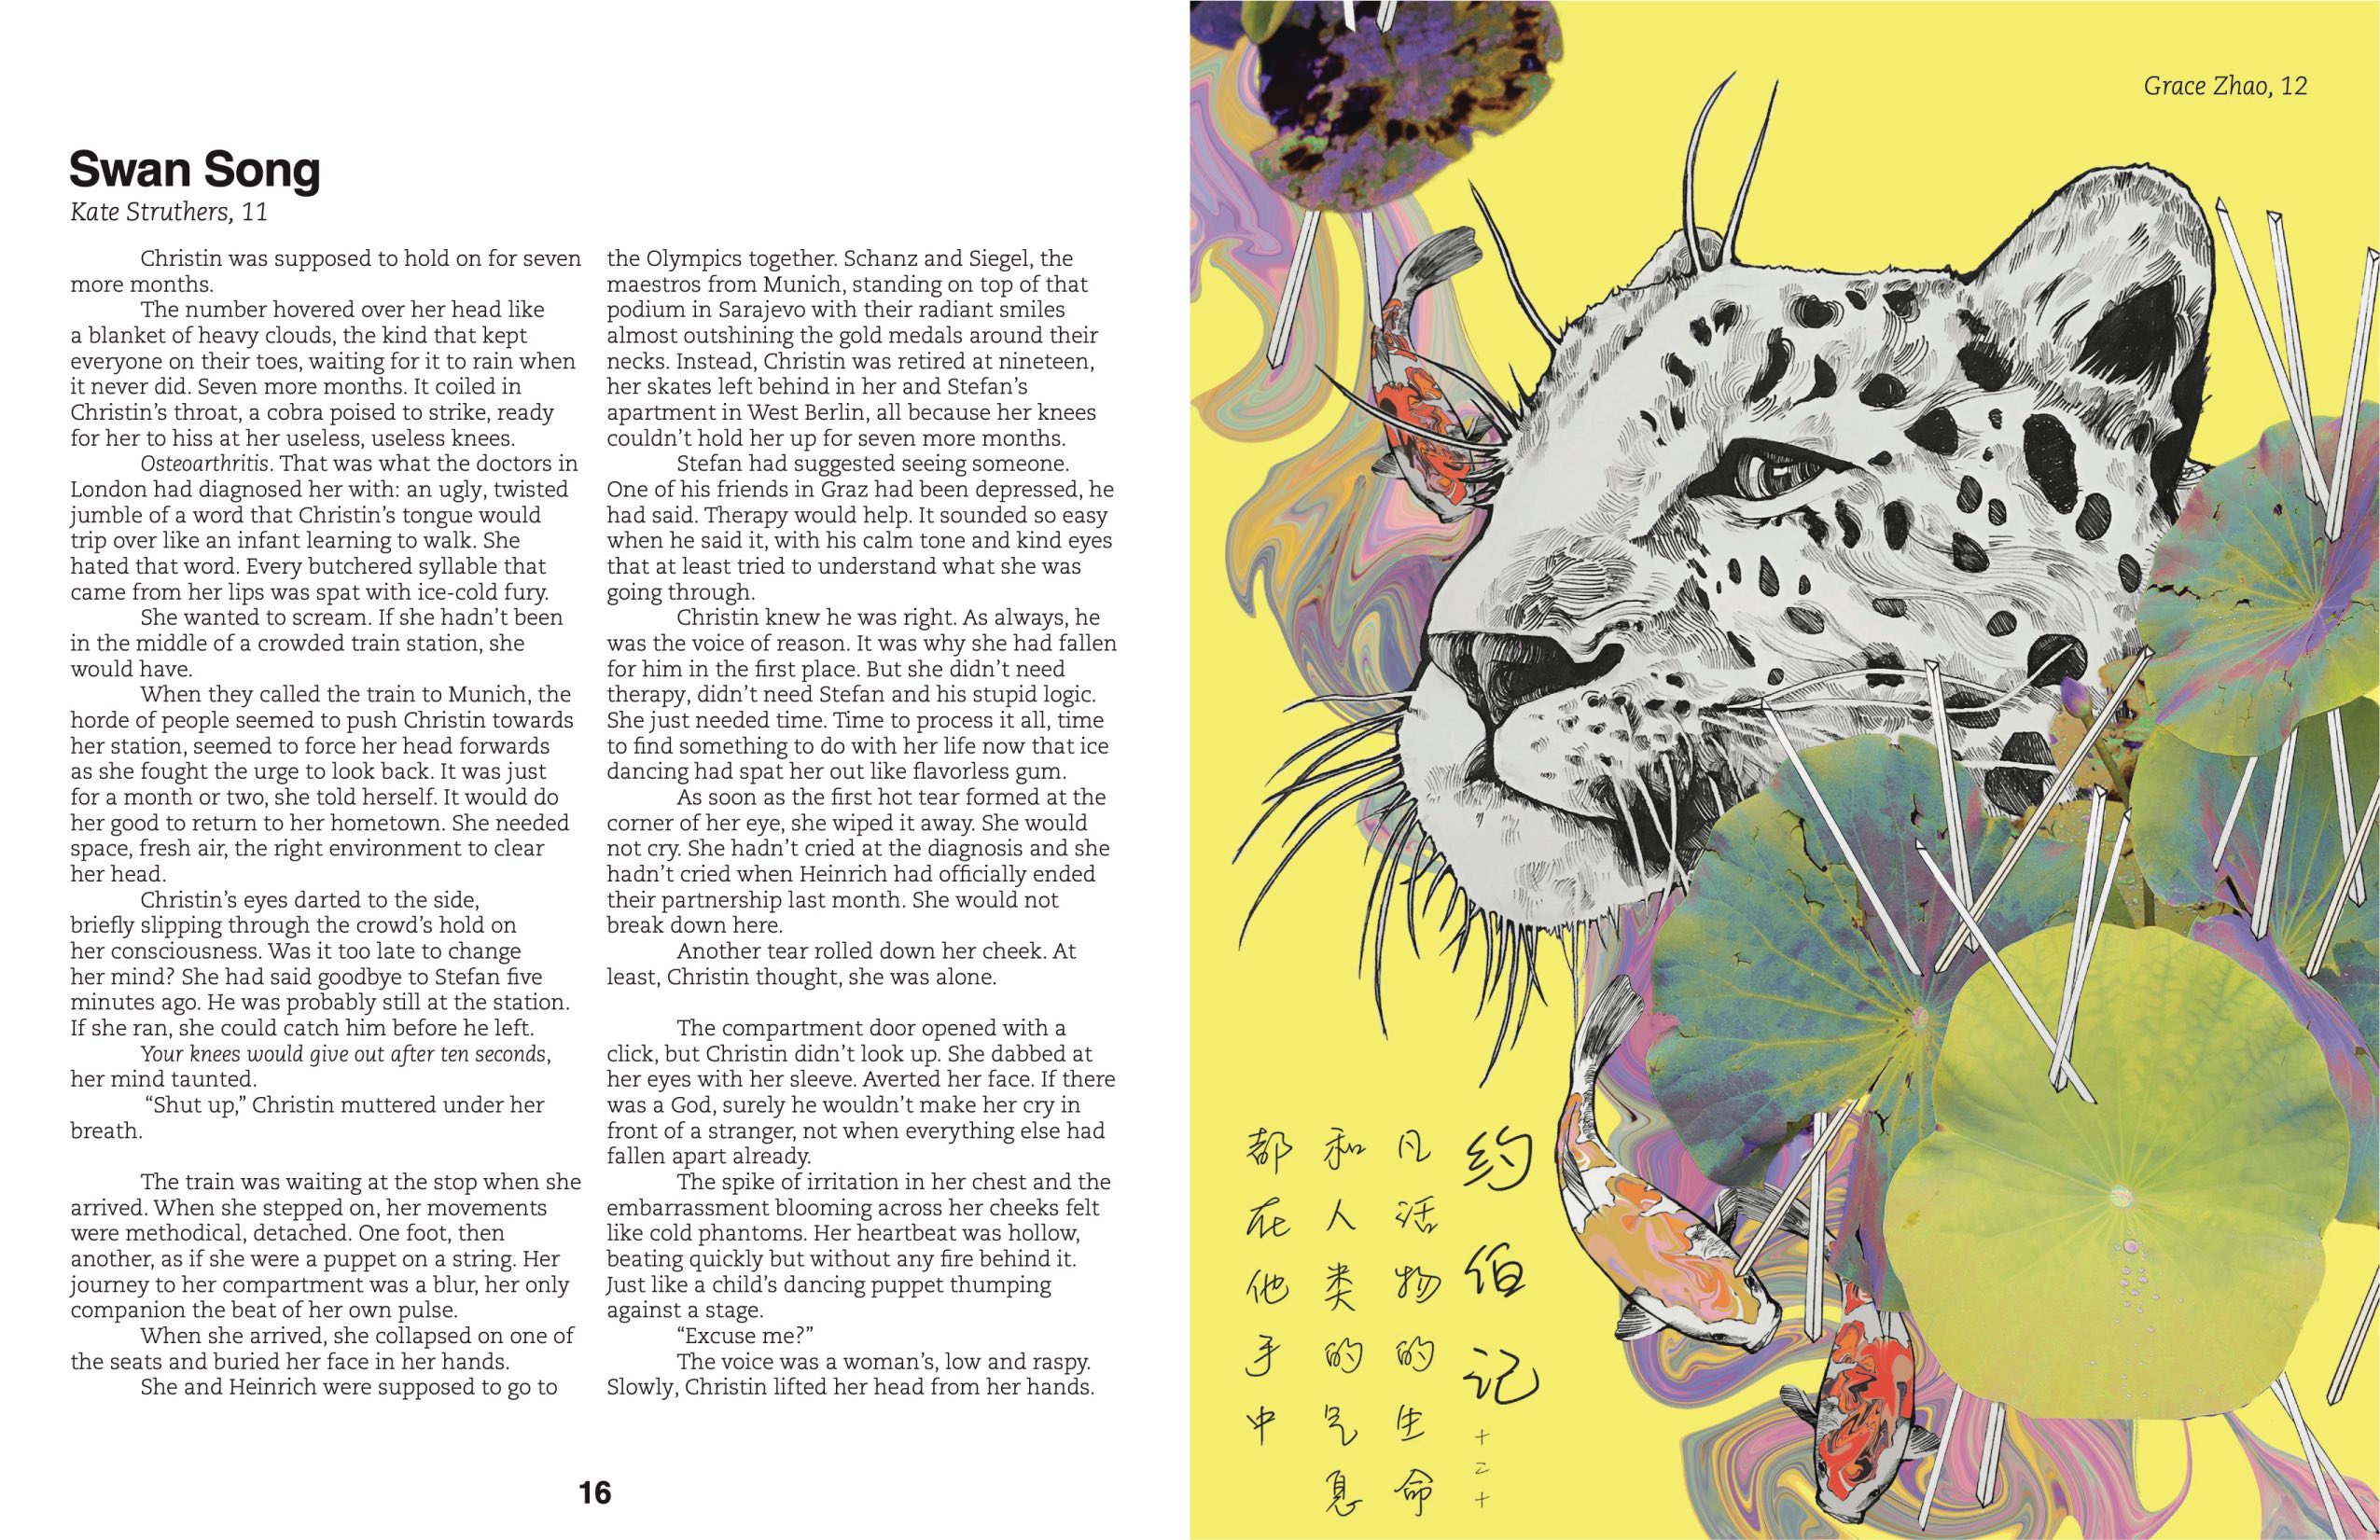 Swan Song
Kate Struthers, 11
Christin was supposed to hold on for seven
more months.
The number hovered over her head like
a blanket of heavy clouds, the kind that kept
everyone on their toes, waiting for it to rain when
it never did. Seven more months. It coiled in
Christin’s throat, a cobra poised to strike, ready
for her to hiss at her useless, useless knees.
Osteoarthritis. That was what the doctors in
London had diagnosed her with: an ugly, twisted
jumble of a word that Christin’s tongue would
trip over like an infant learning to walk. She
hated that word. Every butchered syllable that
came from her lips was spat with ice-cold fury.
She wanted to scream. If she hadn’t been
in the middle of a crowded train station, she
would have.
When they called the train to Munich, the
horde of people seemed to push Christin towards
her station, seemed to force her head forwards
as she fought the urge to look back. It was just
for a month or two, she told herself. It would do
her good to return to her hometown. She needed
space, fresh air, the right environment to clear
her head.
Christin’s eyes darted to the side,
briefly slipping through the crowd’s hold on
her consciousness. Was it too late to change
her mind? She had said goodbye to Stefan five
minutes ago. He was probably still at the station.
If she ran, she could catch him before he left.
Your knees would give out after ten seconds,
her mind taunted.
“Shut up,” Christin muttered under her
breath.
The train was waiting at the stop when she
arrived. When she stepped on, her movements
were methodical, detached. One foot, then
another, as if she were a puppet on a string. Her
journey to her compartment was a blur, her only
companion the beat of her own pulse.
When she arrived, she collapsed on one of
the seats and buried her face in her hands.
She and Heinrich were supposed to go to
the Olympics together. Schanz and Siegel, the
maestros from Munich, standing on top of that
podium in Sarajevo with their radiant smiles
almost outshining the gold medals around their
necks. Instead, Christin was retired at nineteen,
her skates left behind in her and Stefan’s
apartment in West Berlin, all because her knees
couldn’t hold her up for seven more months.
Stefan had suggested seeing someone.
One of his friends in Graz had been depressed, he
had said. Therapy would help. It sounded so easy
when he said it, with his calm tone and kind eyes
that at least tried to understand what she was
going through.
Christin knew he was right. As always, he
was the voice of reason. It was why she had fallen
for him in the first place. But she didn’t need
therapy, didn’t need Stefan and his stupid logic.
She just needed time. Time to process it all, time
to find something to do with her life now that ice
dancing had spat her out like flavorless gum.
As soon as the first hot tear formed at the
corner of her eye, she wiped it away. She would
not cry. She hadn’t cried at the diagnosis and she
hadn’t cried when Heinrich had officially ended
their partnership last month. She would not
break down here.
Another tear rolled down her cheek. At
least, Christin thought, she was alone.
The compartment door opened with a
click, but Christin didn’t look up. She dabbed at
her eyes with her sleeve. Averted her face. If there
was a God, surely he wouldn’t make her cry in
front of a stranger, not when everything else had
fallen apart already.
The spike of irritation in her chest and the
embarrassment blooming across her cheeks felt
like cold phantoms. Her heartbeat was hollow,
beating quickly but without any fire behind it.
Just like a child’s dancing puppet thumping
against a stage.
“Excuse me?”
The voice was a woman’s, low and raspy.
Slowly, Christin lifted her head from her hands.
16
Grace Zhao, 12
约伯记十二十
凡活物的生命
和人类的气息
都在他手中